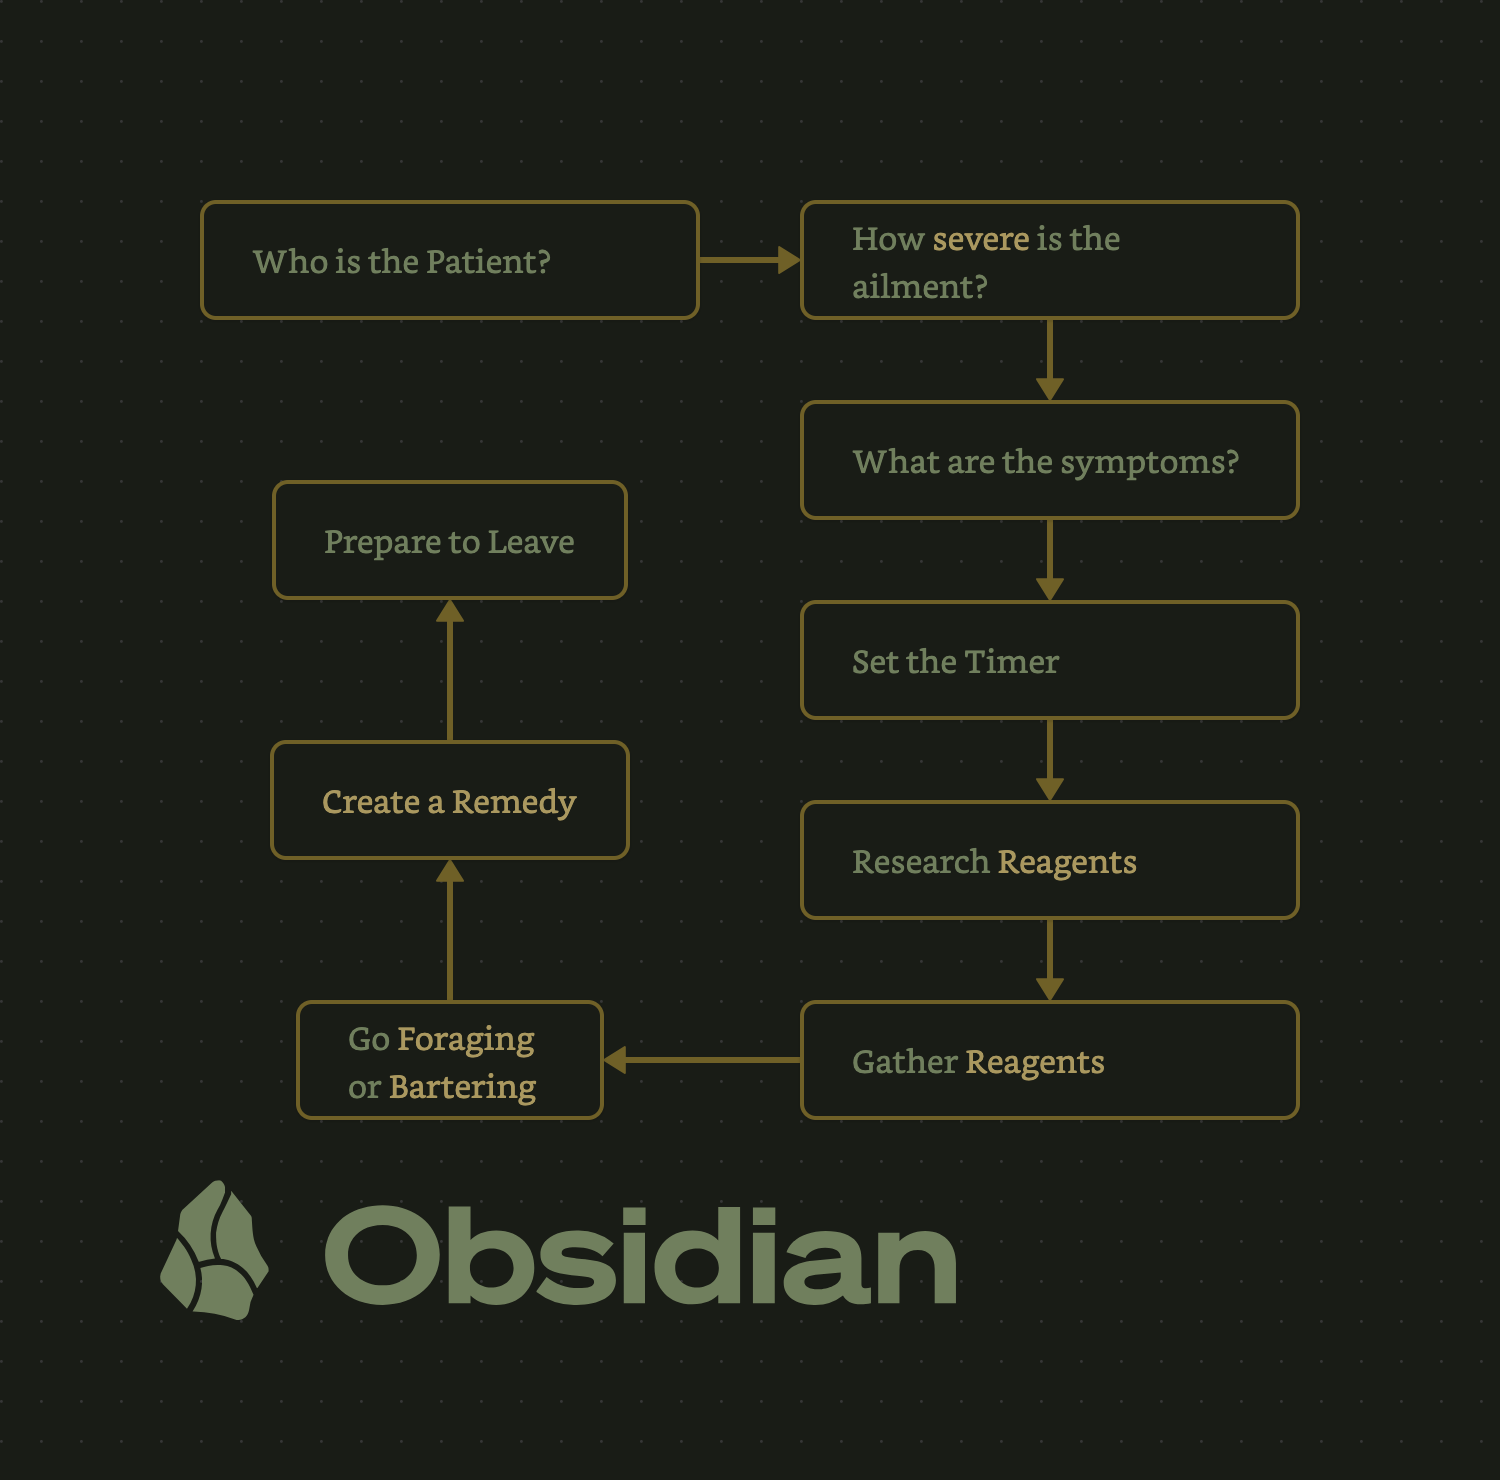 Who is the Patient?
How severe is the
ailment?
What are the symptoms?
Set the Timer
Research Reagents
Gather Reagents
Go Foraging
or Bartering
Create a Remedy
Prepare to Leave
Obsidian